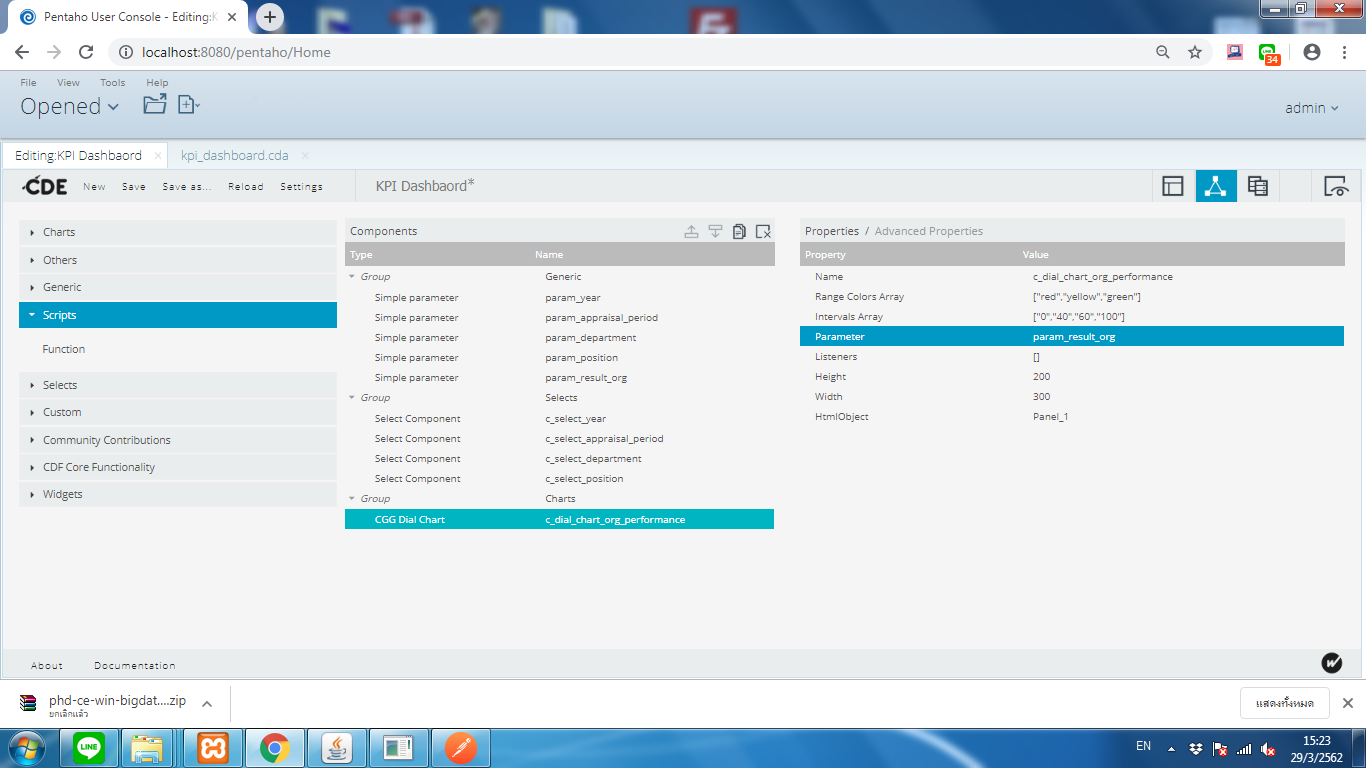 Pentaho User Console - Editing:K
localhost:8080/pentaho/Home
34
File View Tools Help
Opened
admin
Editing:KPI Dashbaord
kpi_dashboard.cda
CDE New Save Save as... Reload Settings
KPI Dashbaord*
Charts
Others
Generic
Scripts
Function
Selects
Custom
Community Contributions
CDF Core Functionality
Widgets
Components
Type Name
Group Generic
Simple parameter param_year
Simple parameter param_appraisal_period
Simple parameter param_department
Simple parameter param_position
Simple parameter param_result_org
Group Selects
Select Component c_select_year
Select Component c_select_appraisal_period
Select Component c_select_department
Select Component c_select_position
Group Charts
CGG Dial Chart c_dial_chart_org_performance
Properties / Advanced Properties
Property Value
Name c_dial_chart_org_performance
Range Colors Array ["red","yellow","green"]
Intervals Array ["0","40","60","100"]
Parameter param_result_org
Listeners []
Height 200
Width 300
HtmlObject Panel_1
About Documentation
phd-ce-win-bigdat....zip
ยกเลิกแล้ว
แสดงทั้งหมด
LINE
EN
15:23
29/3/2562